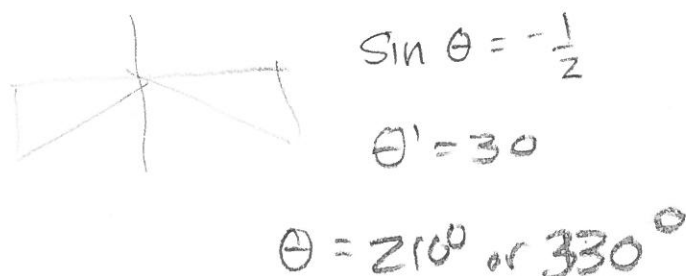 Sin θ = -1/2
θ' = 30
θ = 210° or 330°